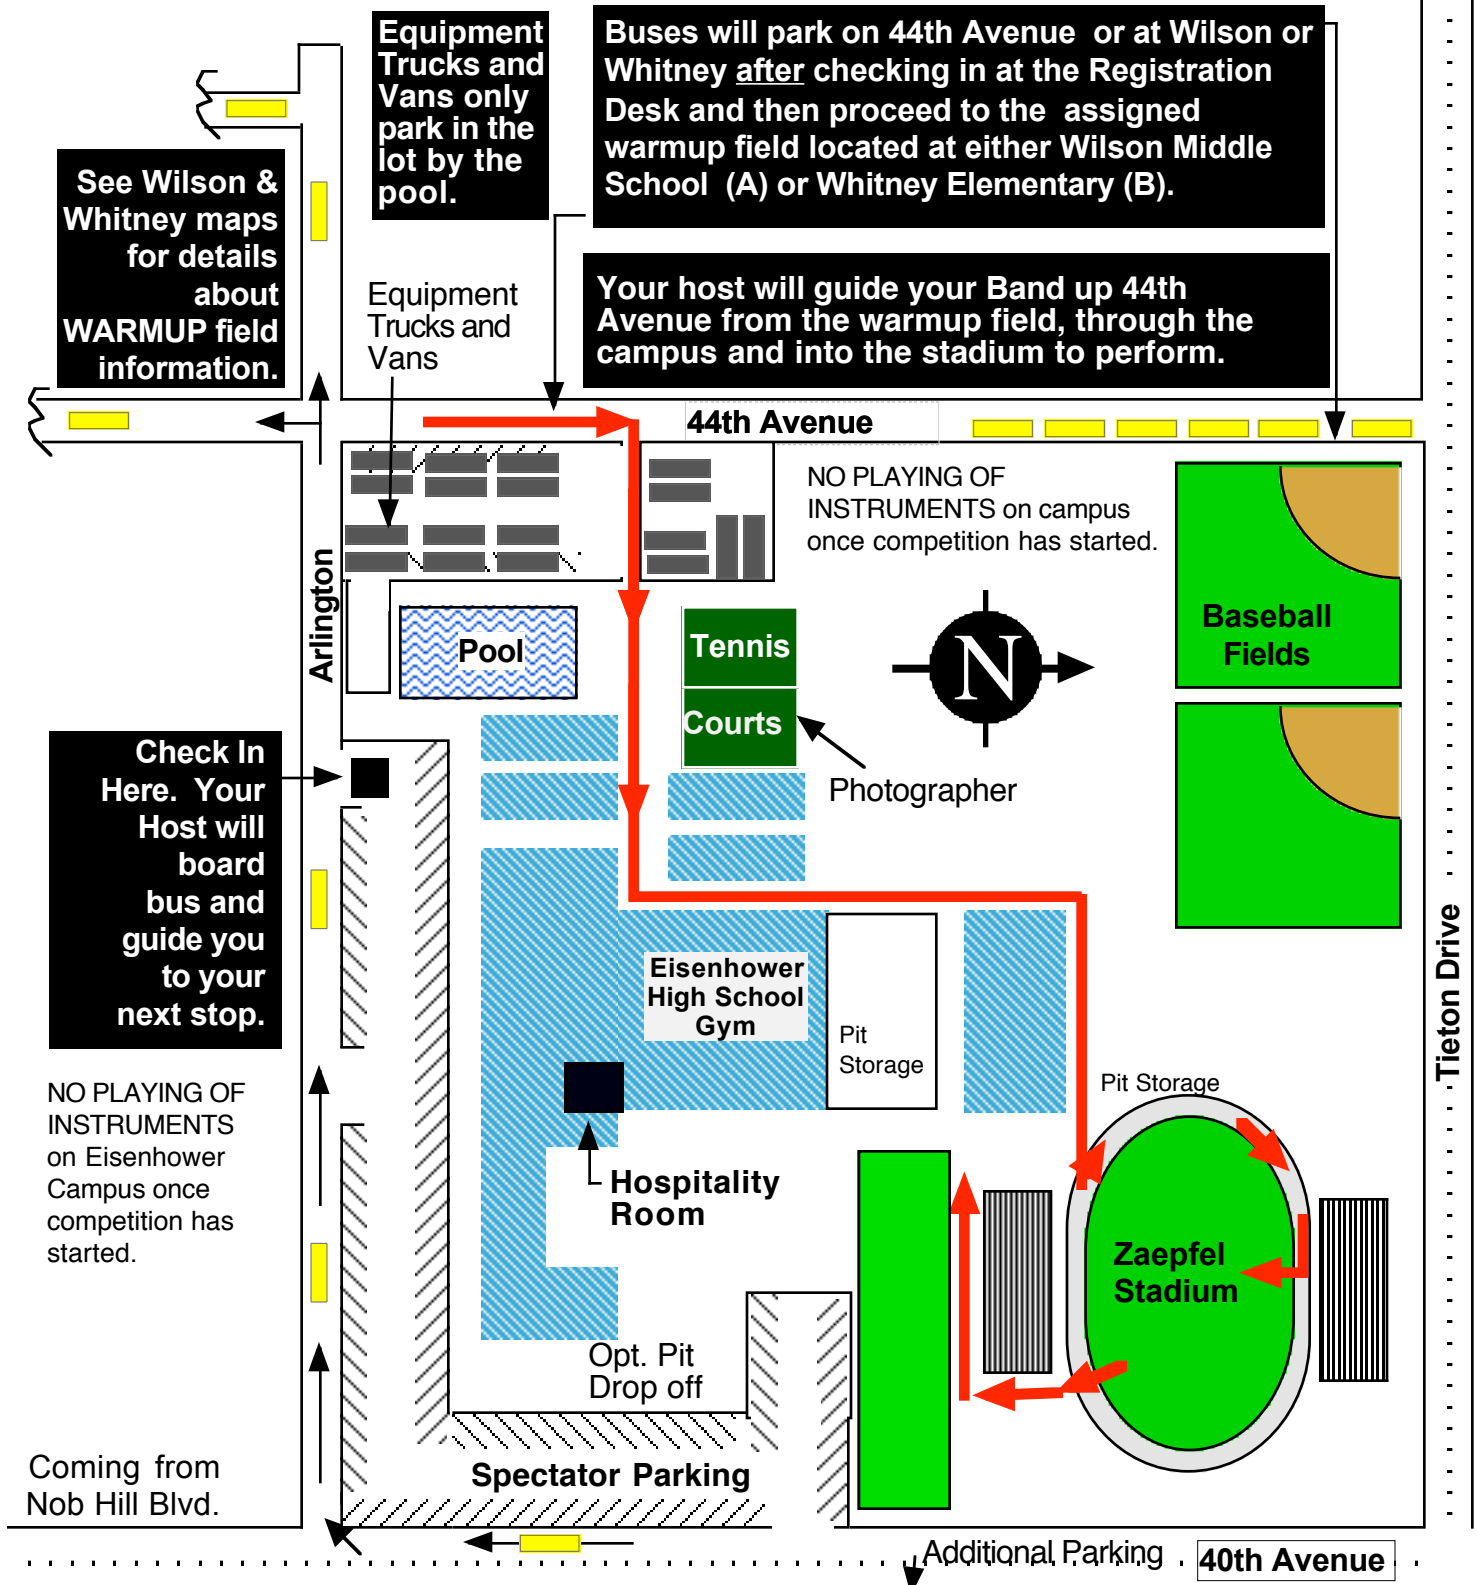 Equipment
Trucks and
Vans only
park in the
lot by the
pool.
Buses will park on 44th Avenue or at Wilson or
Whitney after checking in at the Registration
Desk and then proceed to the assigned
warmup field located at either Wilson Middle
School (A) or Whitney Elementary (B).
See Wilson &
Whitney maps
for details
about
WARMUP field
information.
Equipment
Trucks and
Vans
Your host will guide your Band up 44th
Avenue from the warmup field, through the
campus and into the stadium to perform.
44th Avenue
NO PLAYING OF
INSTRUMENTS on campus
once competition has started.
Arlington
Pool
Tennis
Courts
N
Baseball
Fields
Photographer
Check In
Here. Your
Host will
board
bus and
guide you
to your
next stop.
Tieton Drive
Eisenhower
High School
Gym
Pit
Storage
Pit Storage
NO PLAYING OF
INSTRUMENTS
on Eisenhower
Campus once
competition has
started.
Hospitality
Room
Zaepfel
Stadium
Opt. Pit
Drop off
Coming from
Nob Hill Blvd.
Spectator Parking
Additional Parking
40th Avenue